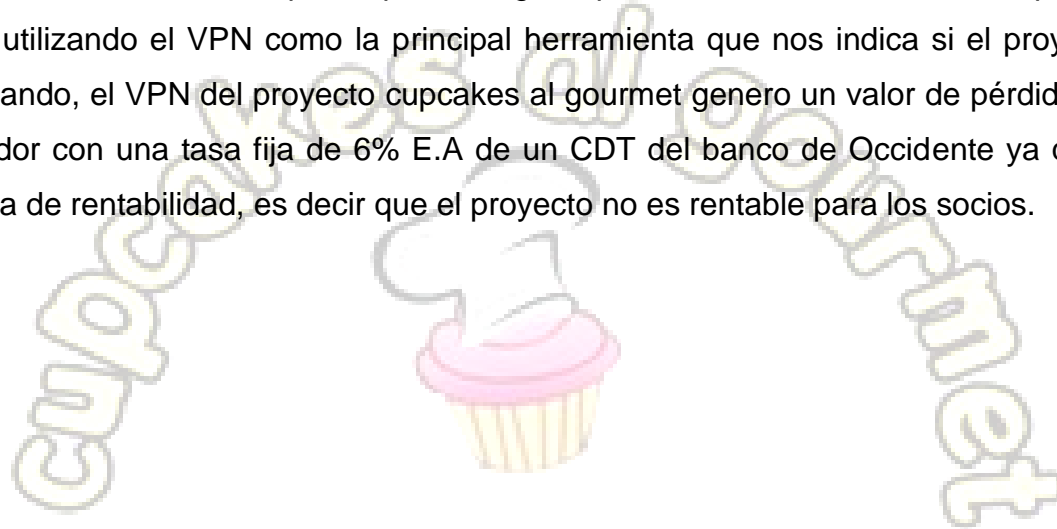 utilizando el VPN como la principal herramienta que nos indica si el proy
ando, el VPN del proyecto cupcakes al gourmet genero un valor de pérdid
dor con una tasa fija de 6% E.A de un CDT del banco de Occidente ya
a de rentabilidad, es decir que el proyecto no es rentable para los socios.
cupcakes al gourmet